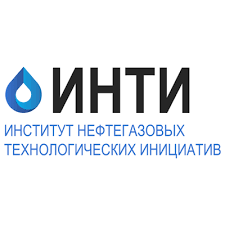 ИНТИ
ИНСТИТУТ НЕФТЕГАЗОВЫХ
ТЕХНОЛОГИЧЕСКИХ ИНИЦИАТИВ